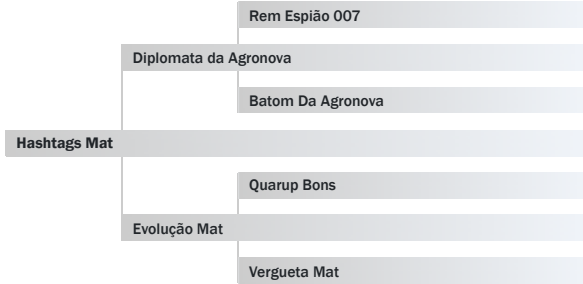 Rem Espião 007
Diplomata da Agronova
Batom Da Agronova
Hashtags Mat
Quarup Bons
Evolução Mat
Vergueta Mat